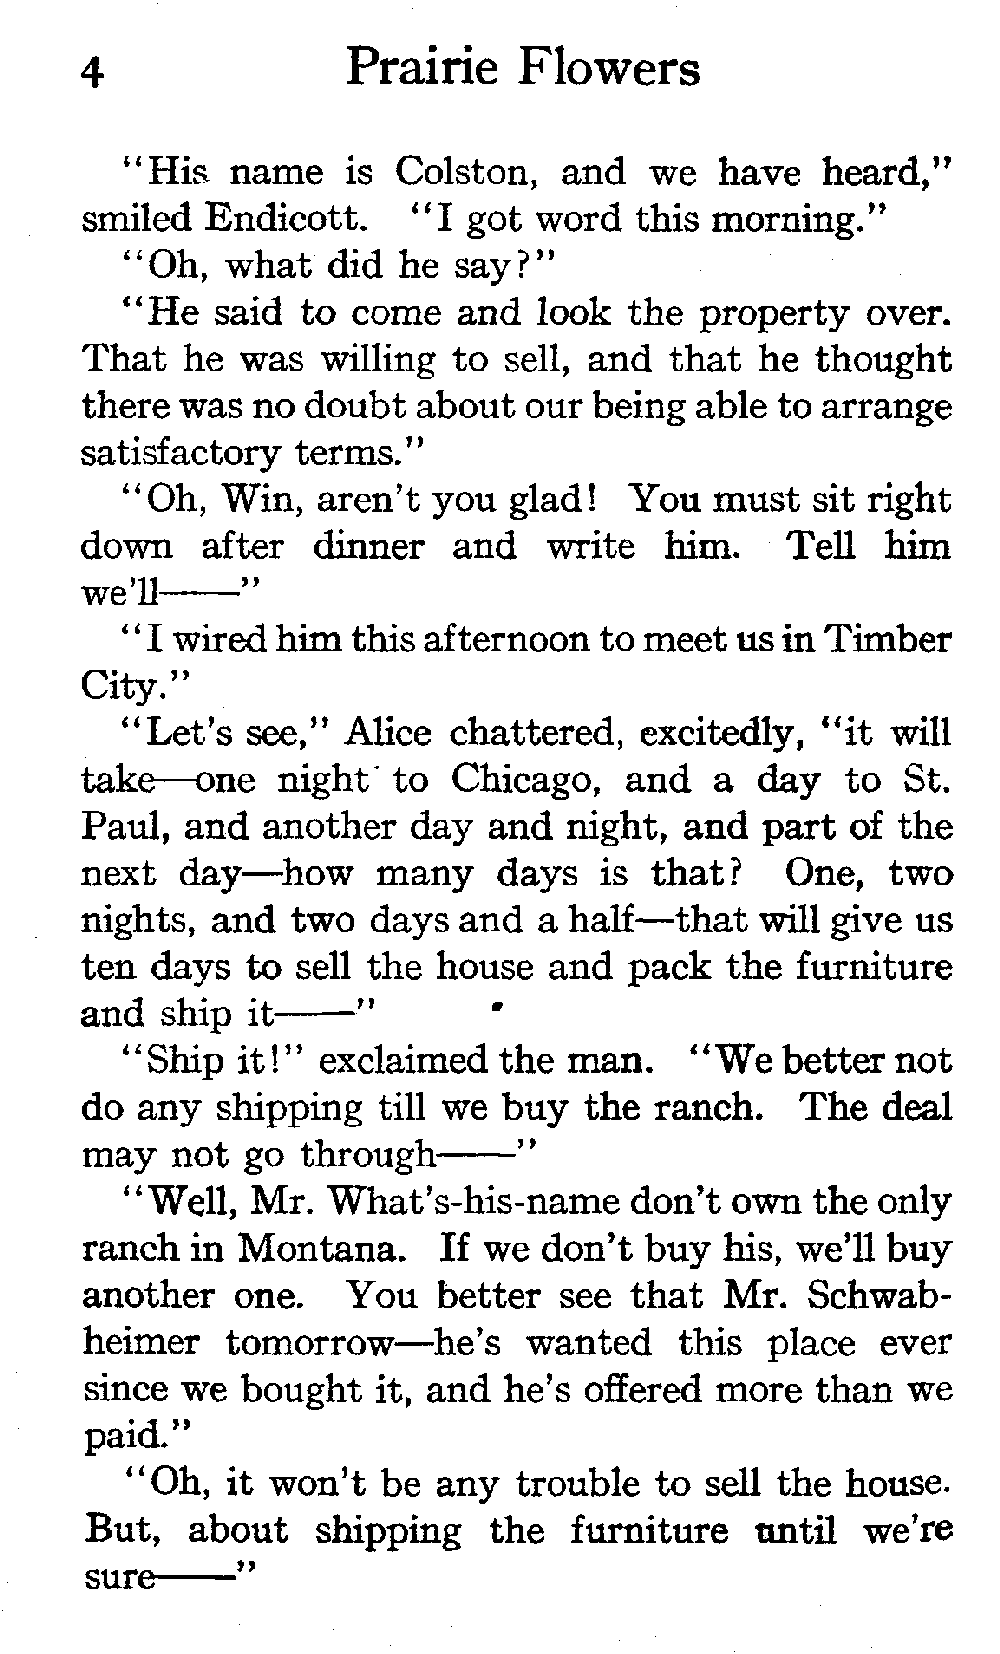 4 Prairie Flowers
"His name is Colston, and we have heard,"
smiled Endicott. "I got word this morning."
"Oh, what did he say?"
"He said to come and look the property over.
That he was willing to sell, and that he thought
there was no doubt about our being able to arrange
satisfactory terms."
"Oh, Win, aren't you glad! You must sit right
down after dinner and write him. Tell him
we'll——"
"I wired him this afternoon to meet us in Timber
City."
"Let's see," Alice chattered, excitedly, "it will
take—one night to Chicago, and a day to St.
Paul, and another day and night, and part of the
next day—how many days is that? One, two
nights, and two days and a half—that will give us
ten days to sell the house and pack the furniture
and ship it——"
"Ship it!" exclaimed the man. "We better not
do any shipping till we buy the ranch. The deal
may not go through——"
"Well, Mr. What's-his-name don't own the only
ranch in Montana. If we don't buy his, we'll buy
another one. You better see that Mr. Schwab-
heimer tomorrow—he's wanted this place ever
since we bought it, and he's offered more than we
paid."
"Oh, it won't be any trouble to sell the house.
But, about shipping the furniture until we're
sure——"